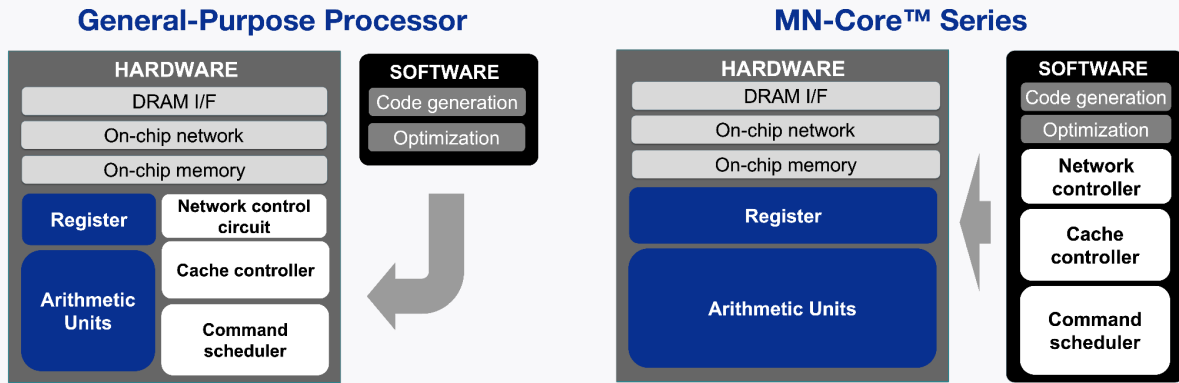 General-Purpose Processor
HARDWARE
DRAM I/F
On-chip network
On-chip memory
Register
Arithmetic
Units
Network control
circuit
Cache controller
Command
scheduler
SOFTWARE
Code generation
Optimization
MN-Core™ Series
HARDWARE
DRAM I/F
On-chip network
On-chip memory
Register
Arithmetic Units
SOFTWARE
Code generation
Optimization
Network
controller
Cache
controller
Command
scheduler